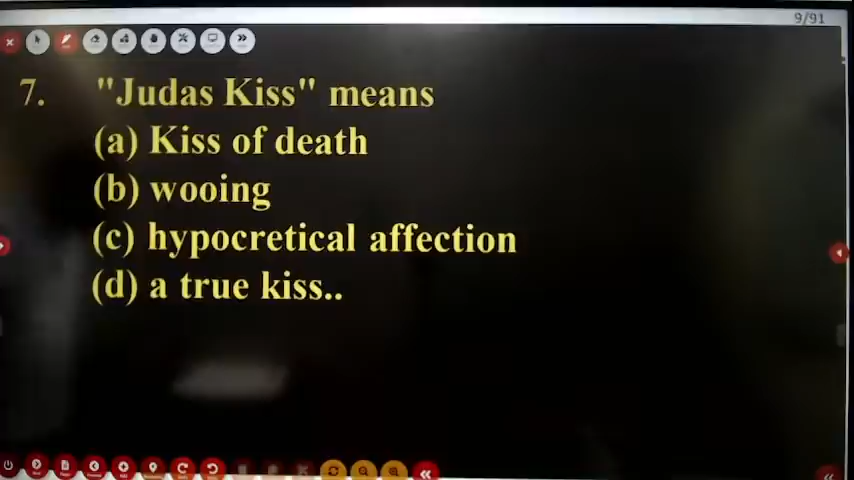 9/91
7. "Judas Kiss" means
(a) Kiss of death
(b) wooing
(c) hypocretical affection
(d) a true kiss..